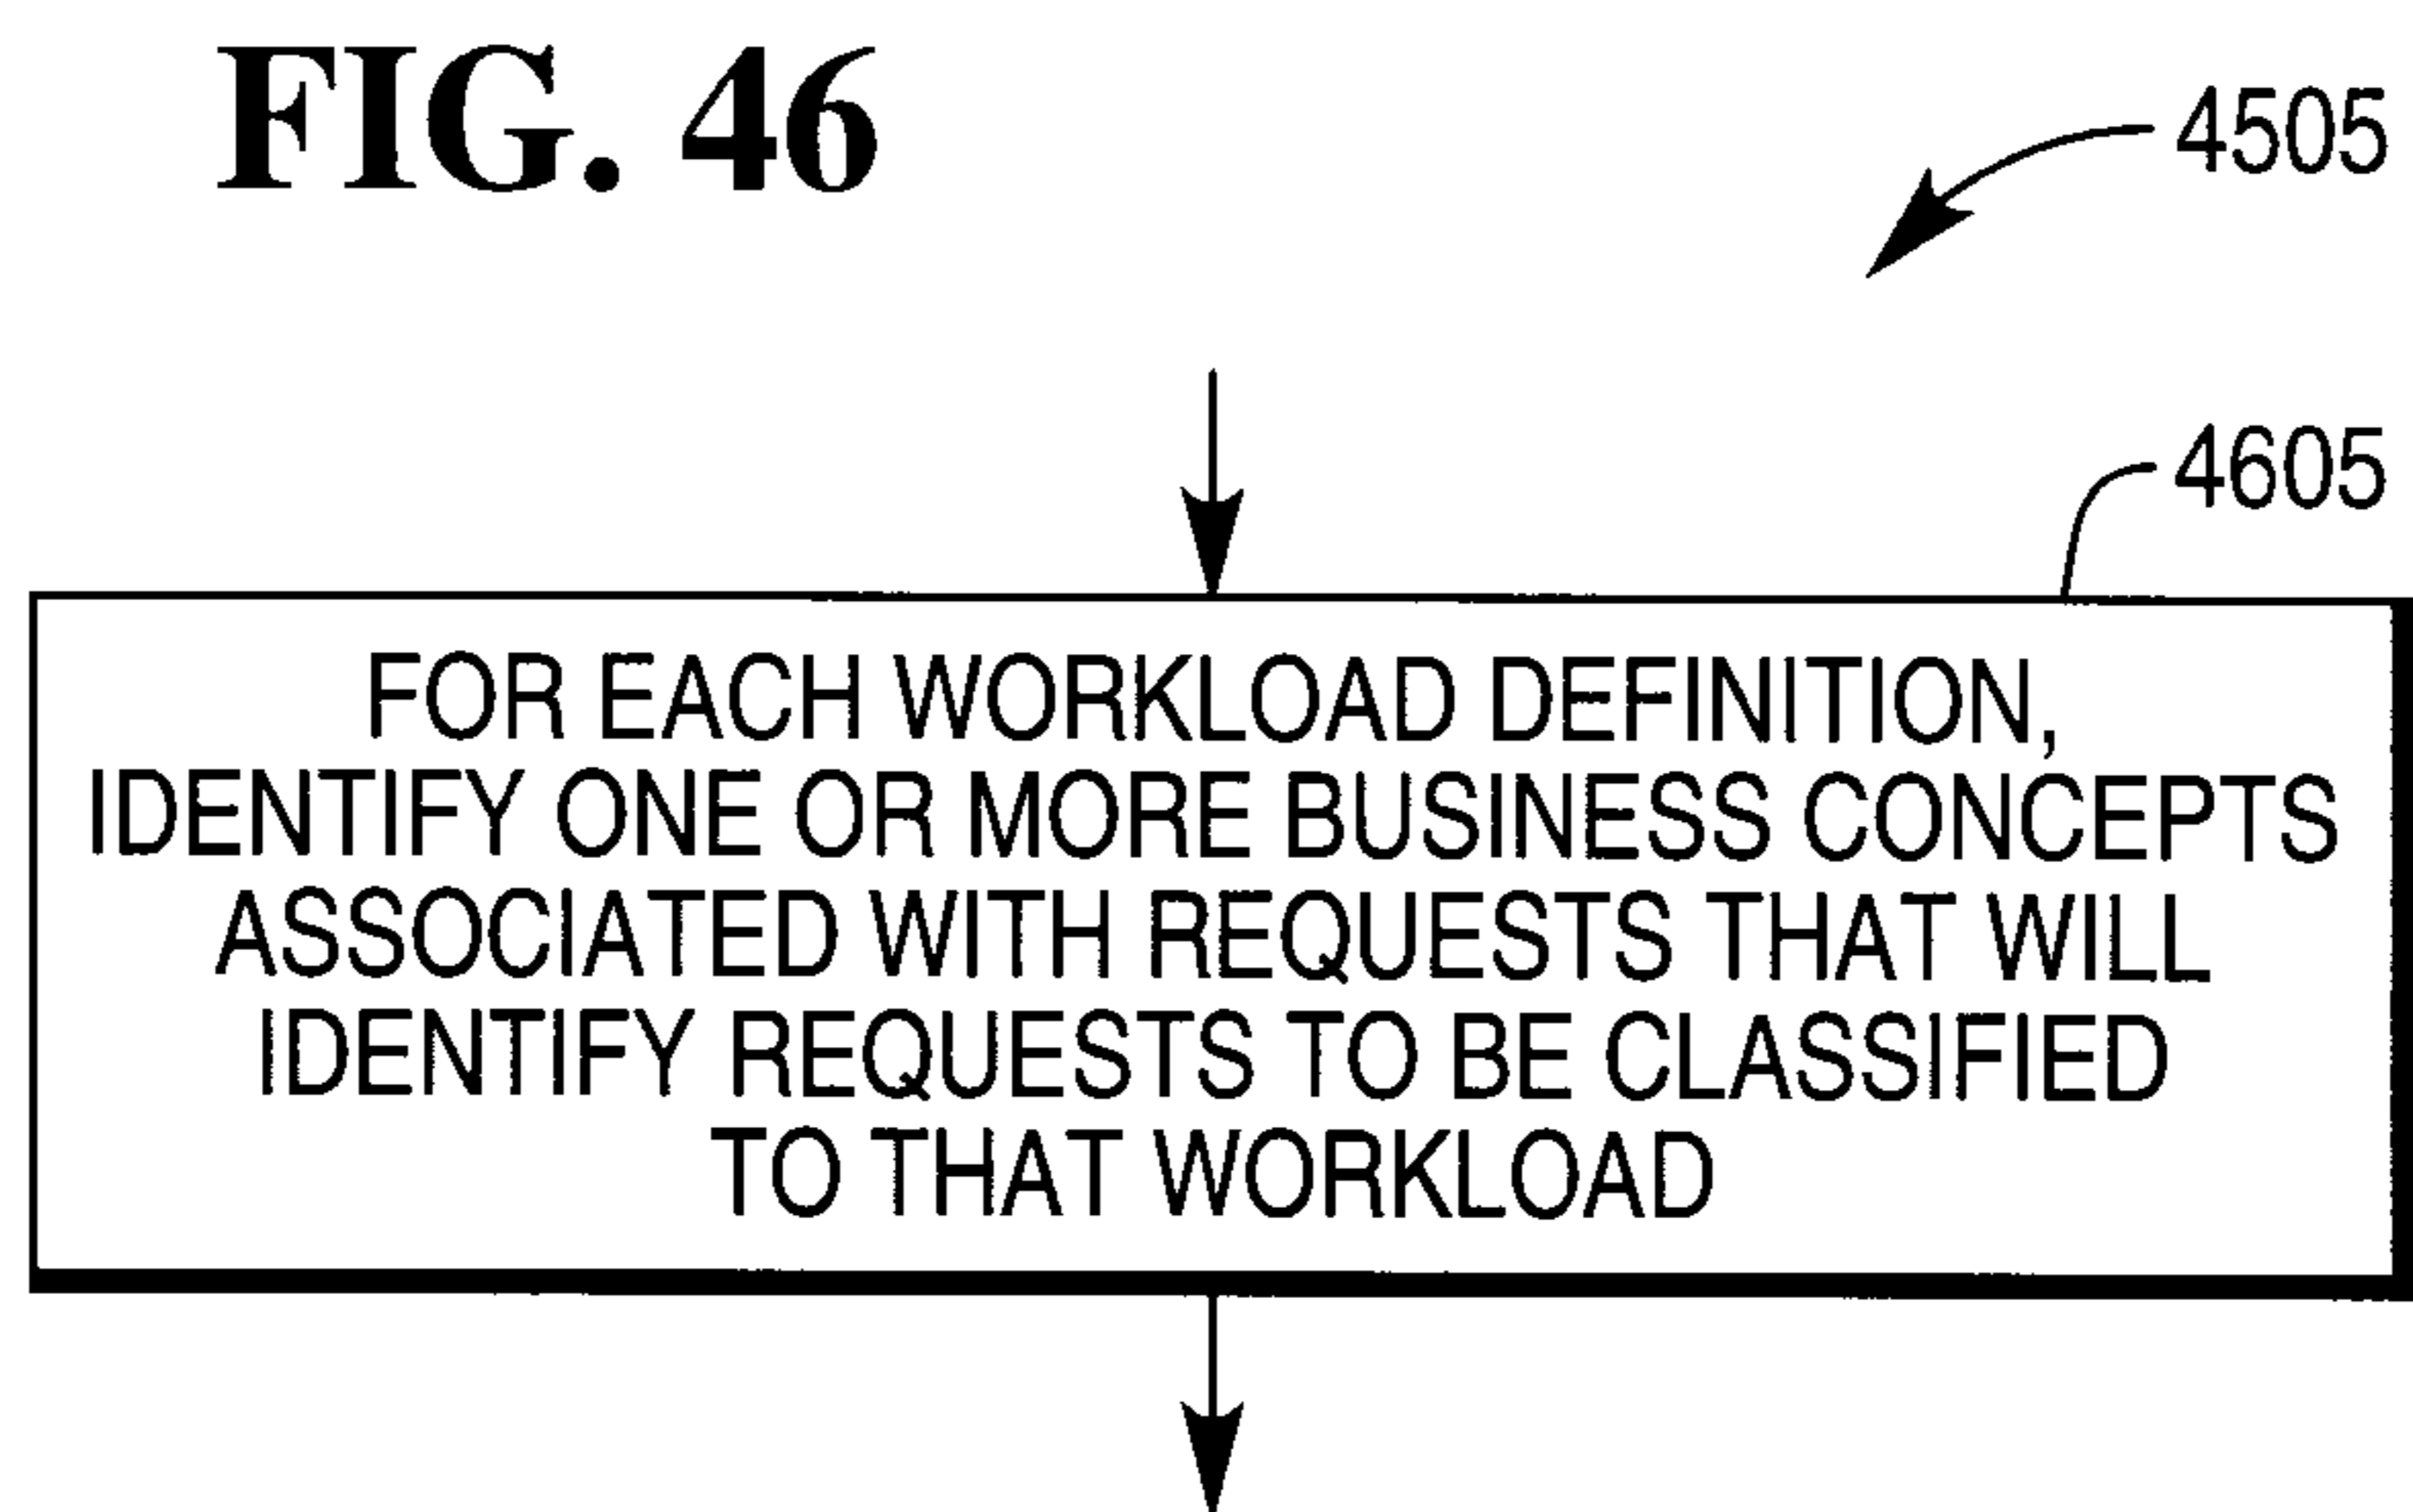 FIG. 46
4505
4605
FOR EACH WORKLOAD DEFINITION,
IDENTIFY ONE OR MORE BUSINESS CONCEPTS
ASSOCIATED WITH REQUESTS THAT WILL
IDENTIFY REQUESTS TO BE CLASSIFIED
TO THAT WORKLOAD